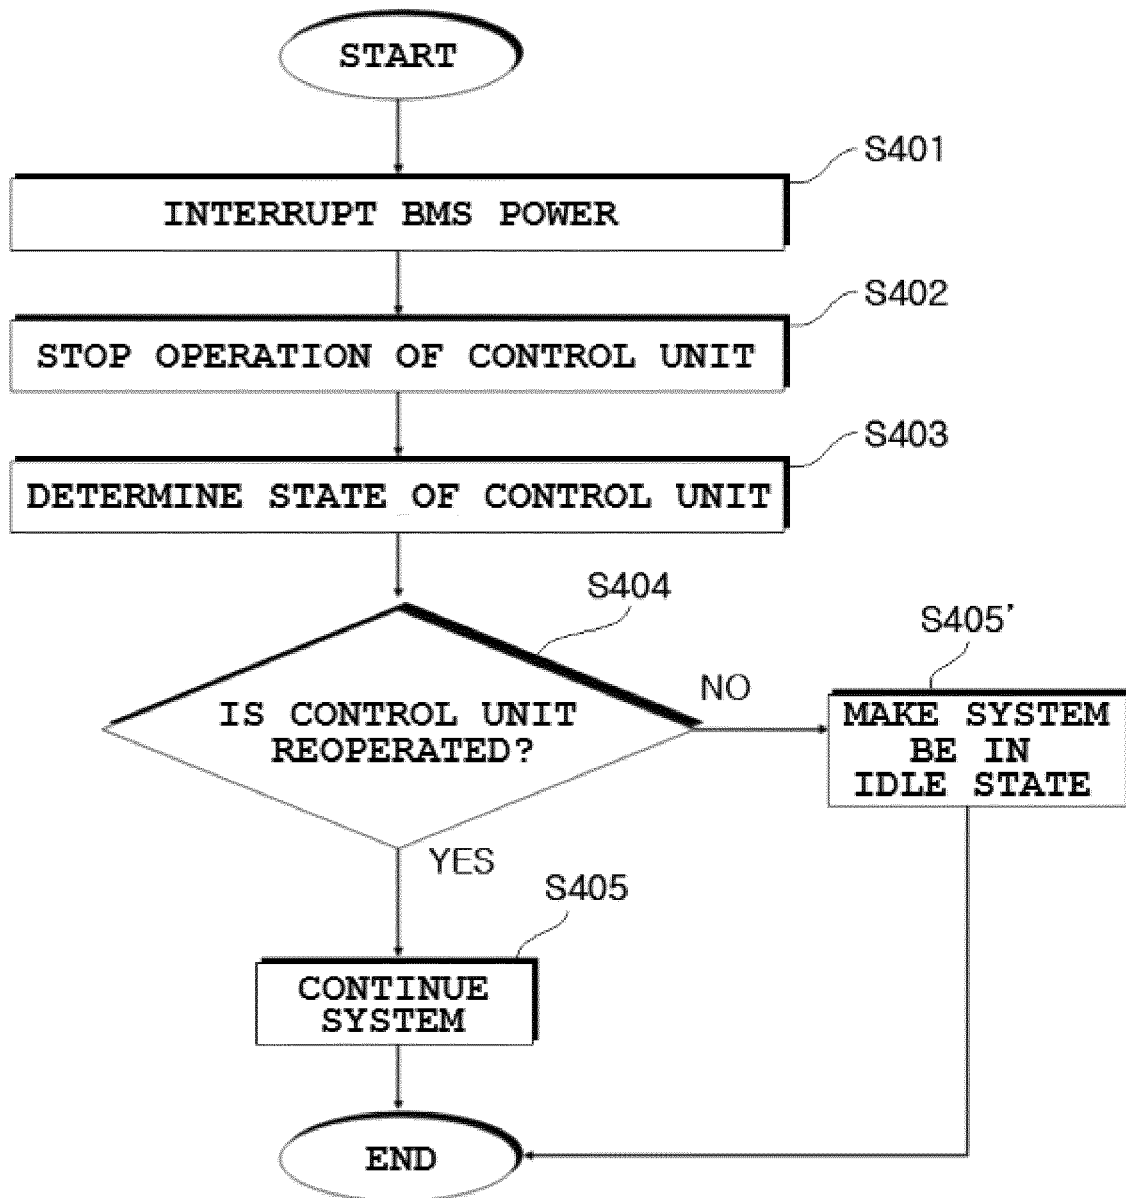 START
S401
INTERRUPT BMS POWER
S402
STOP OPERATION OF CONTROL UNIT
S403
DETERMINE STATE OF CONTROL UNIT
S404
IS CONTROL UNIT
REOPERATED?
NO
S405'
MAKE SYSTEM
BE IN
IDLE STATE
YES
S405
CONTINUE
SYSTEM
END